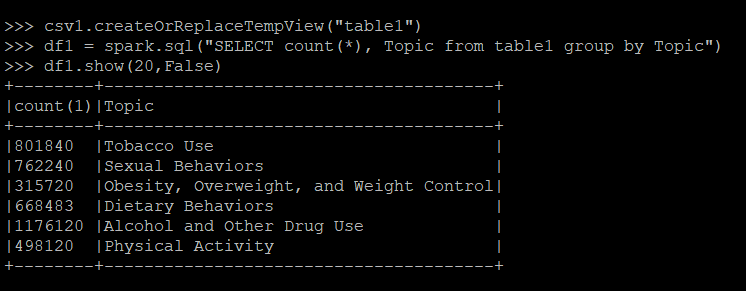 >>> csv1.createOrReplaceTempView("table1")
>>> df1 = spark.sql("SELECT count(*), Topic from table1 group by Topic")
>>> df1.show(20,False)
+--------+---------------------------------------+
|count(1)|Topic                                  |
+--------+---------------------------------------+
|801840  |Tobacco Use                            |
|762240  |Sexual Behaviors                       |
|315720  |Obesity, Overweight, and Weight Control|
|668483  |Dietary Behaviors                      |
|1176120 |Alcohol and Other Drug Use             |
|498120  |Physical Activity                      |
+--------+---------------------------------------+